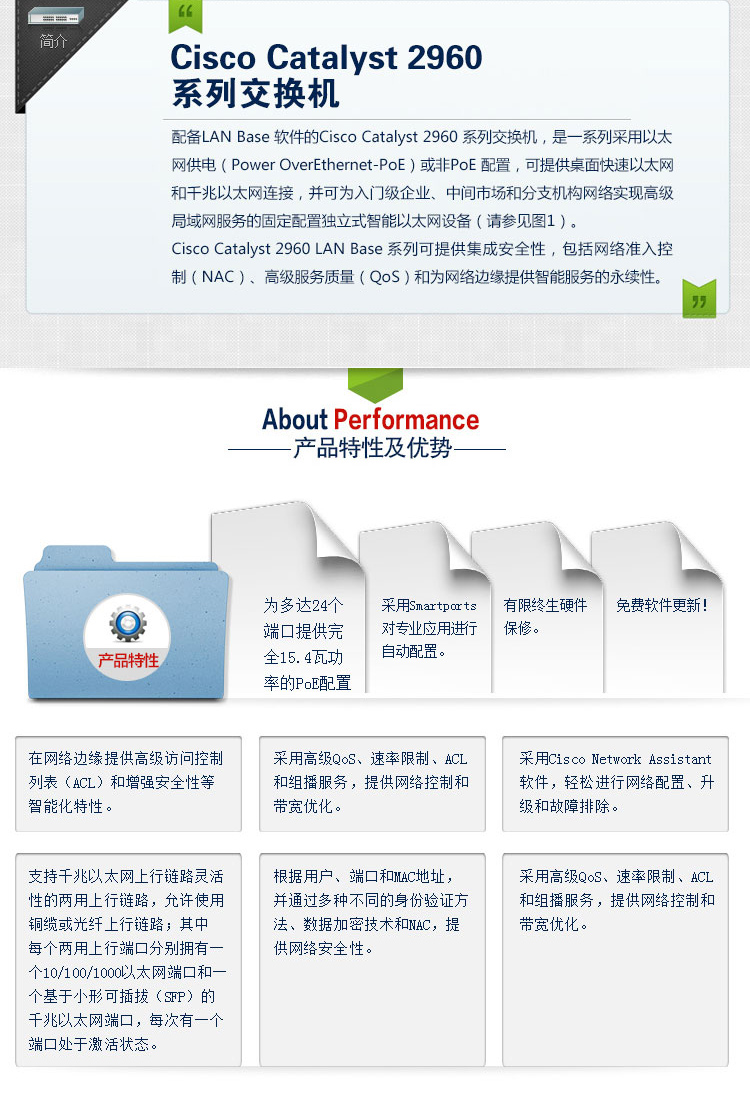 简介
Cisco Catalyst 2960
系列交换机
配备LAN Base 软件的Cisco Catalyst 2960 系列交换机，是一系列采用以太
网供电（Power OverEthernet-PoE）或非PoE 配置，可提供桌面快速以太网
和千兆以太网连接，并可为入门级企业、中间市场和分支机构网络实现高级
局域网服务的固定配置独立式智能以太网设备（请参见图1）。
Cisco Catalyst 2960 LAN Base 系列可提供集成安全性，包括网络准入控
制（NAC）、高级服务质量（QoS）和为网络边缘提供智能服务的永续性。
About Performance
产品特性及优势
产品特性
为多达24个
端口提供完
全15.4瓦功
率的PoE配置
采用Smartports
对专业应用进行
自动配置。
有限终生硬件
保修。
免费软件更新!
在网络边缘提供高级访问控制
列表（ACL）和增强安全性等
智能化特性。
采用高级QoS、速率限制、ACL
和组播服务，提供网络控制和
带宽优化。
采用Cisco Network Assistant
软件，轻松进行网络配置、升
级和故障排除。
支持千兆以太网上行链路灵活
性的两用上行链路，允许使用
铜缆或光纤上行链路；其中
每个两用上行端口分别拥有一
个10/100/1000以太网端口和一
个基于小形可插拔（SFP）的
千兆以太网端口，每次有一个
端口处于激活状态。
根据用户、端口和MAC地址，
并通过多种不同的身份验证方
法、数据加密技术和NAC，提
供网络安全性。
采用高级QoS、速率限制、ACL
和组播服务，提供网络控制和
带宽优化。